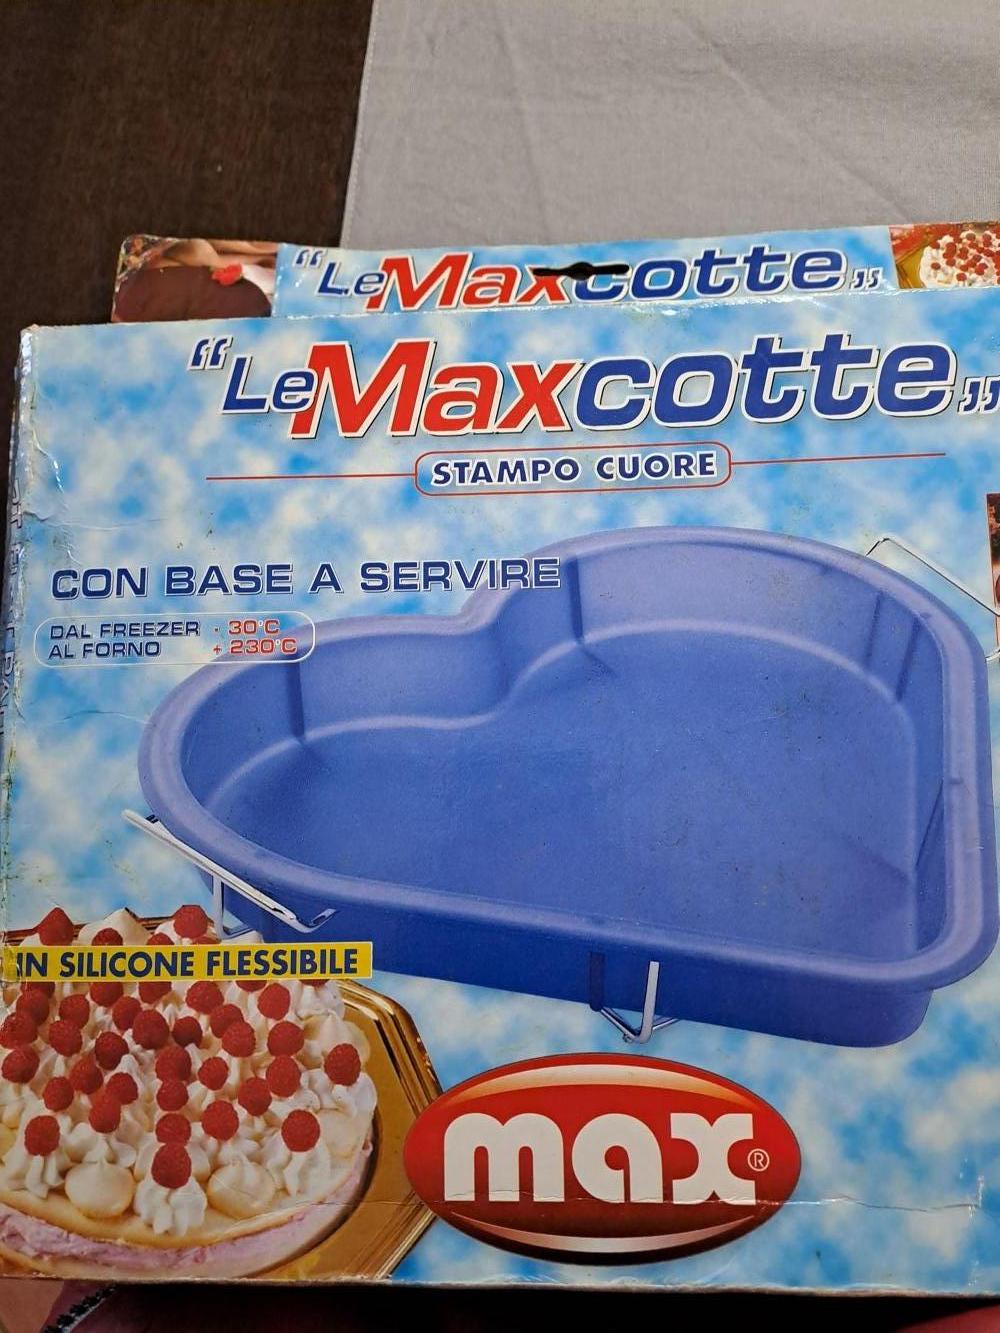 “Le Maxcotte„
“Le Maxcotte„
STAMPO CUORE
CON BASE A SERVIRE
DAL FREEZER - 30°C
AL FORNO + 230°C
IN SILICONE FLESSIBILE
max®